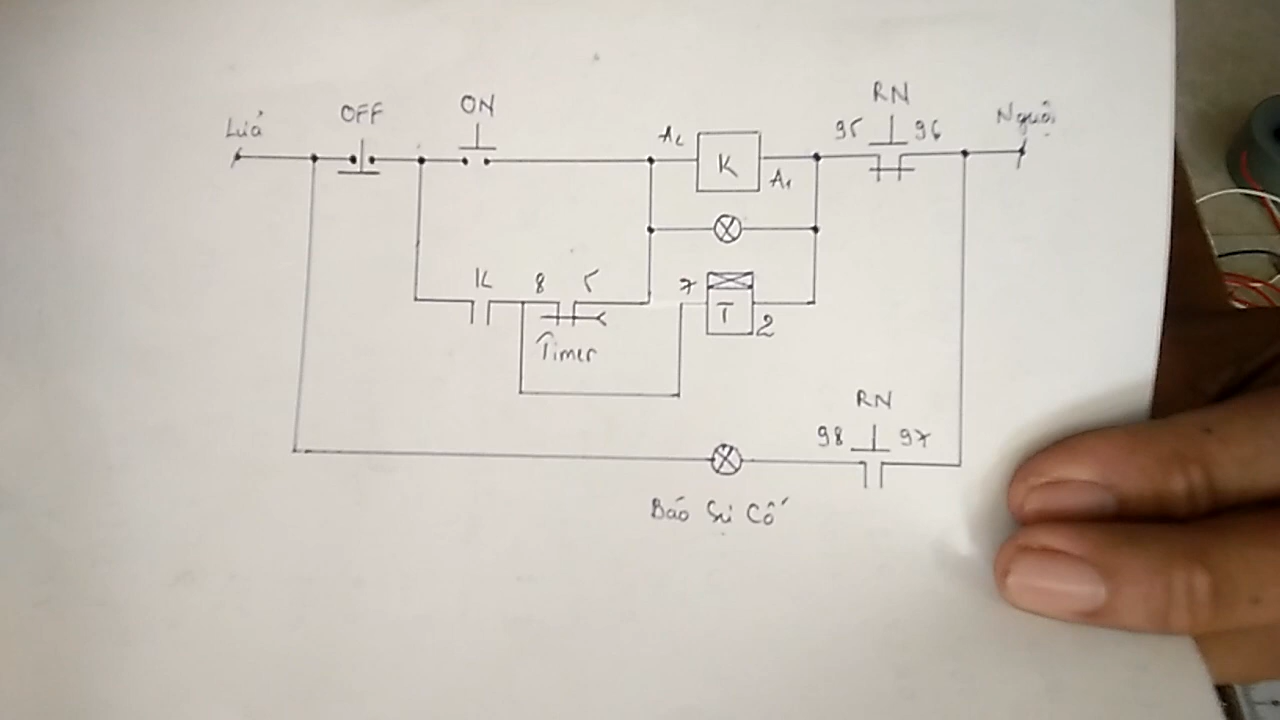 Lửa
OFF
ON
A2
K
A1
RN
95
96
Nguội
K
8
5
Timer
7
T
2
RN
98
97
Báo Sự Cố